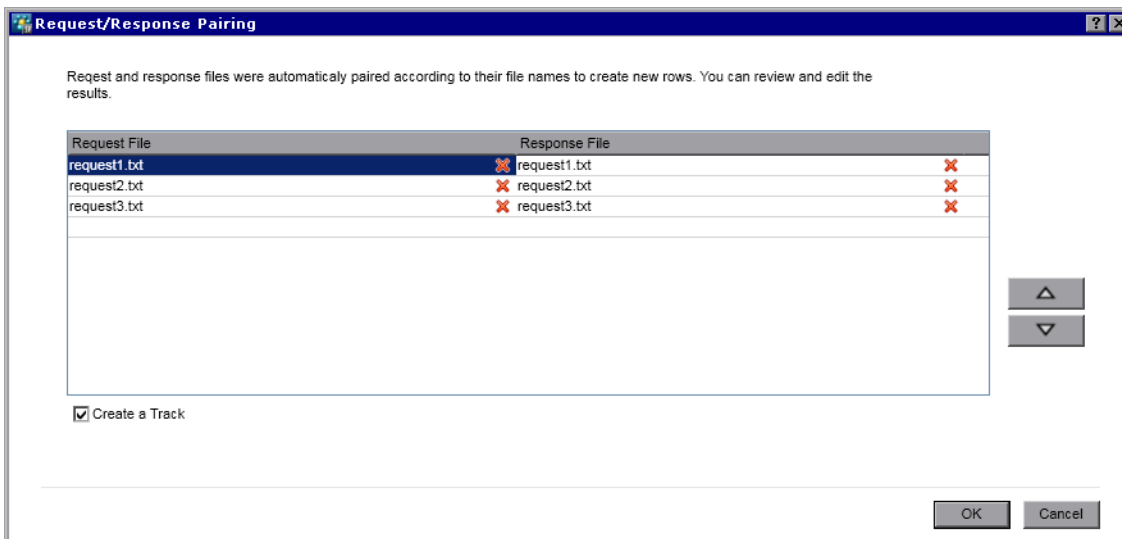 Request/Response Pairing
Reqest and response files were automaticaly paired according to their file names to create new rows. You can review and edit the
results.
Request File Response File
request1.txt request1.txt
request2.txt request2.txt
request3.txt request3.txt
Create a Track
OK Cancel